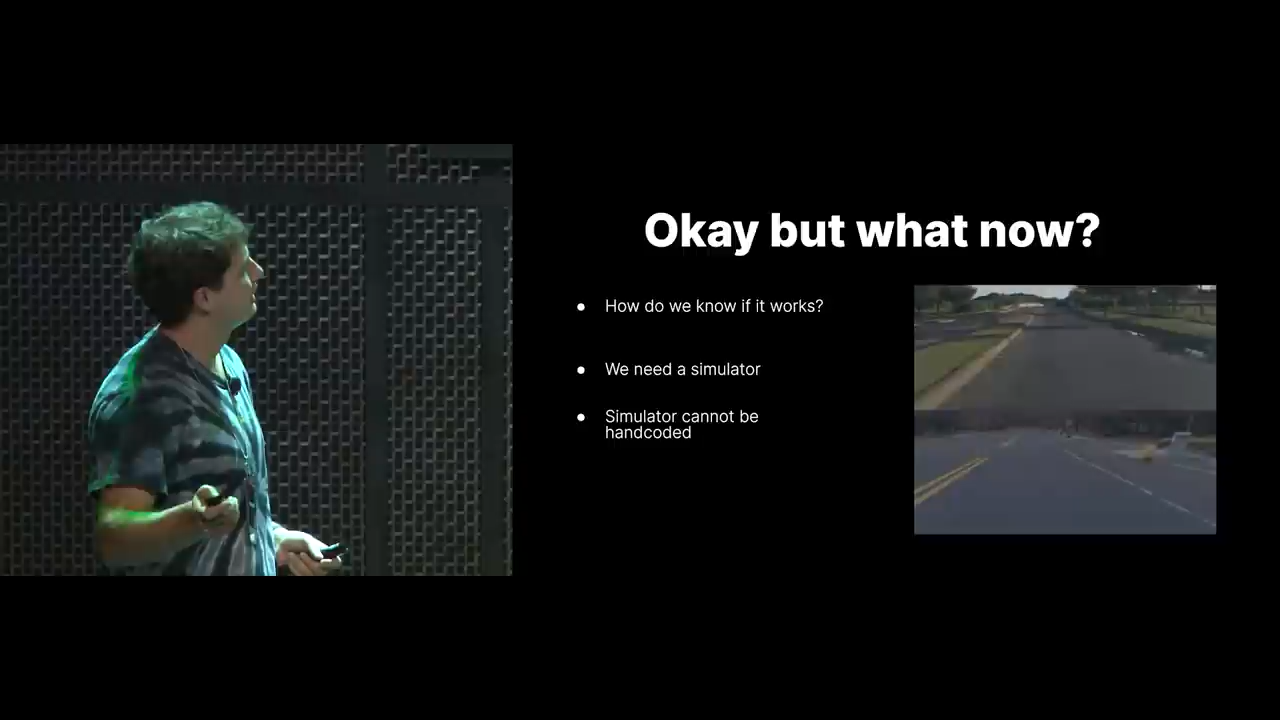 Okay but what now?
● How do we know if it works?
● We need a simulator
● Simulator cannot be
handcoded